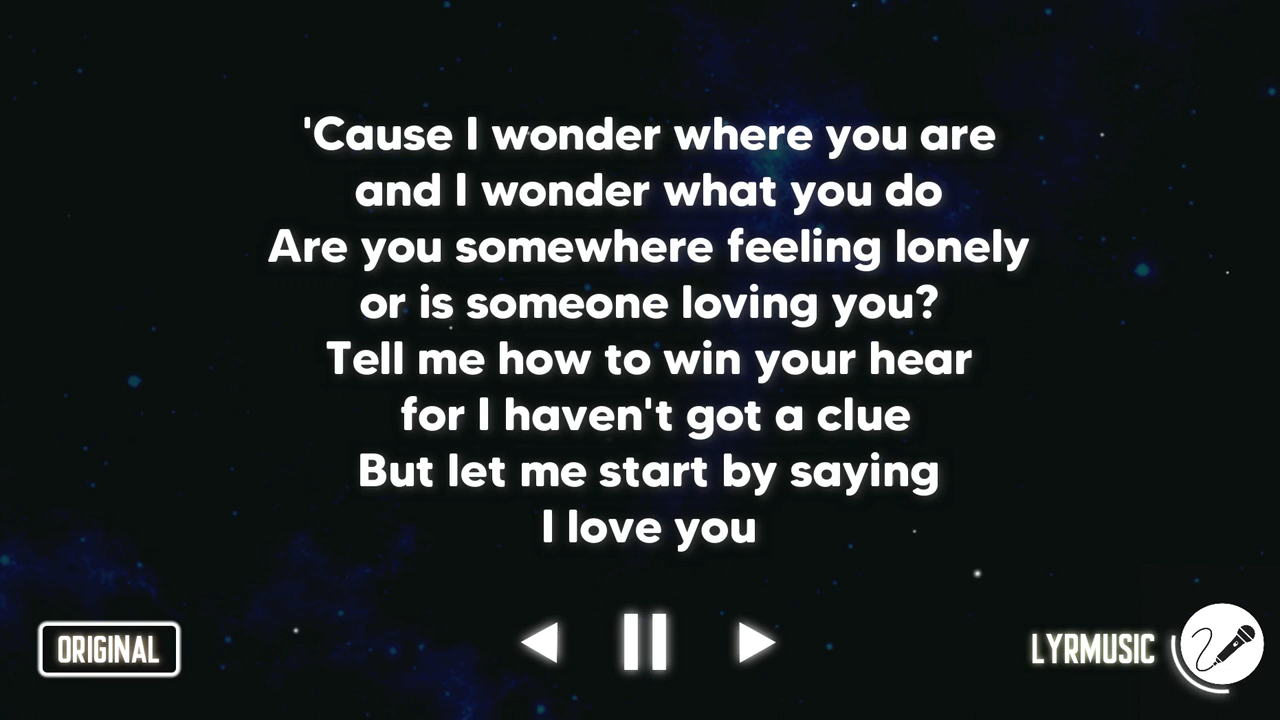 'Cause I wonder where you are
and I wonder what you do
Are you somewhere feeling lonely
or is someone loving you?
Tell me how to win your hear
for I haven't got a clue
But let me start by saying
I love you
ORIGINAL
LYRMUSIC